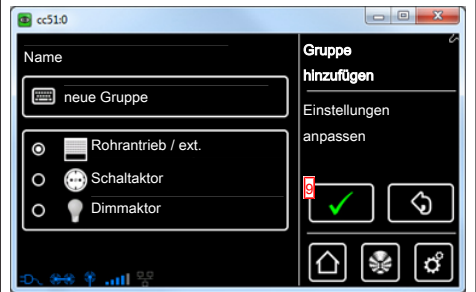 cc51:0
Name
neue Gruppe
Rohrantrieb / ext.
Schaltaktor
Dimmaktor
Gruppe
hinzufügen
Einstellungen
anpassen
9